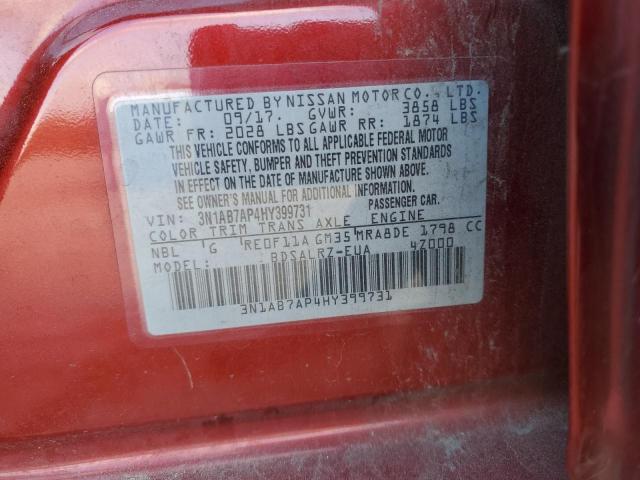 MANUFACTURED BY NISSAN MOTOR CO., LTD.
DATE: 09/17. GVWR: 3858 LBS
GAWR FR: 2028 LBS GAWR RR: 1874 LBS
THIS VEHICLE CONFORMS TO ALL APPLICABLE FEDERAL MOTOR
VEHICLE SAFETY, BUMPER AND THEFT PREVENTION STANDARDS
IN EFFECT ON THE DATE OF MANUFACTURE SHOWN ABOVE.
SEE OWNER'S MANUAL FOR ADDITIONAL INFORMATION.
VIN: 3N1AB7AP4HY399731 PASSENGER CAR.
COLOR TRIM TRANS AXLE ENGINE
NBL G RE0F11A GM35 MRA8DE 1798 CC
MODEL: BDSALRZ-EUA 4Z000
3N1AB7AP4HY399731